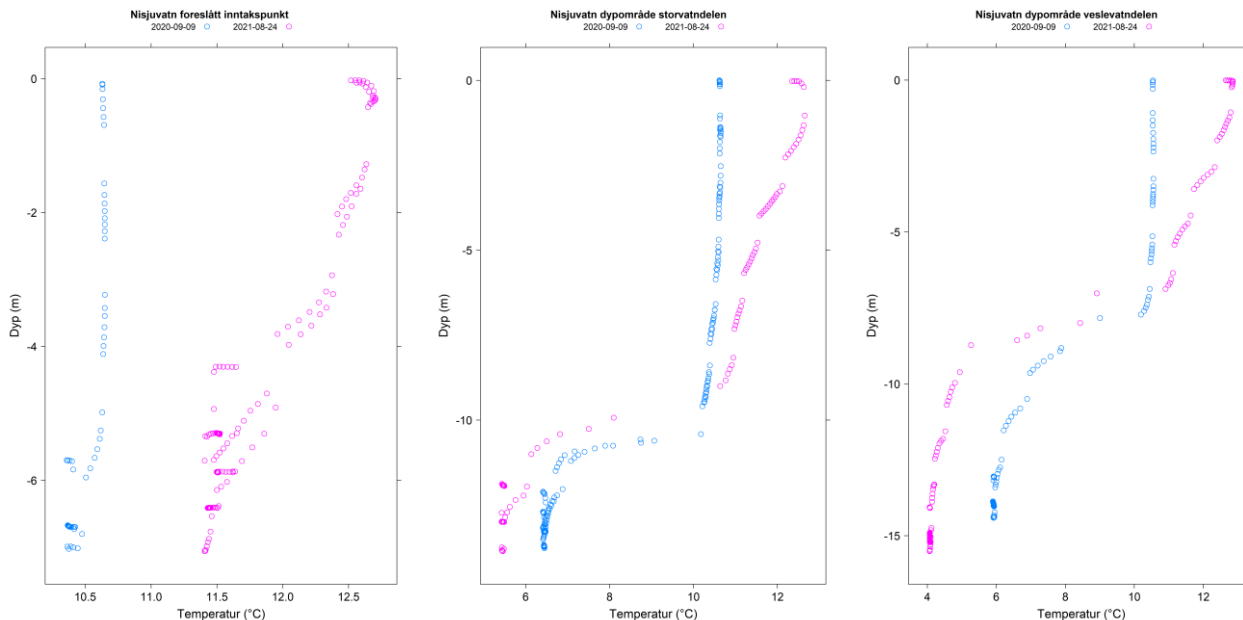 Nisjuvatn foreslått inntakspunkt
2020-09-09 2021-08-24
0
-2
-4
-6
Dyp (m)
10.5 11.0 11.5 12.0 12.5
Temperatur (°C)
Nisjuvatn dypområde storvatndelen
2020-09-09 2021-08-24
0
-5
-10
Dyp (m)
6 8 10 12
Temperatur (°C)
Nisjuvatn dypområde veslevatndelen
2020-09-09 2021-08-24
0
-5
-10
-15
Dyp (m)
4 6 8 10 12
Temperatur (°C)